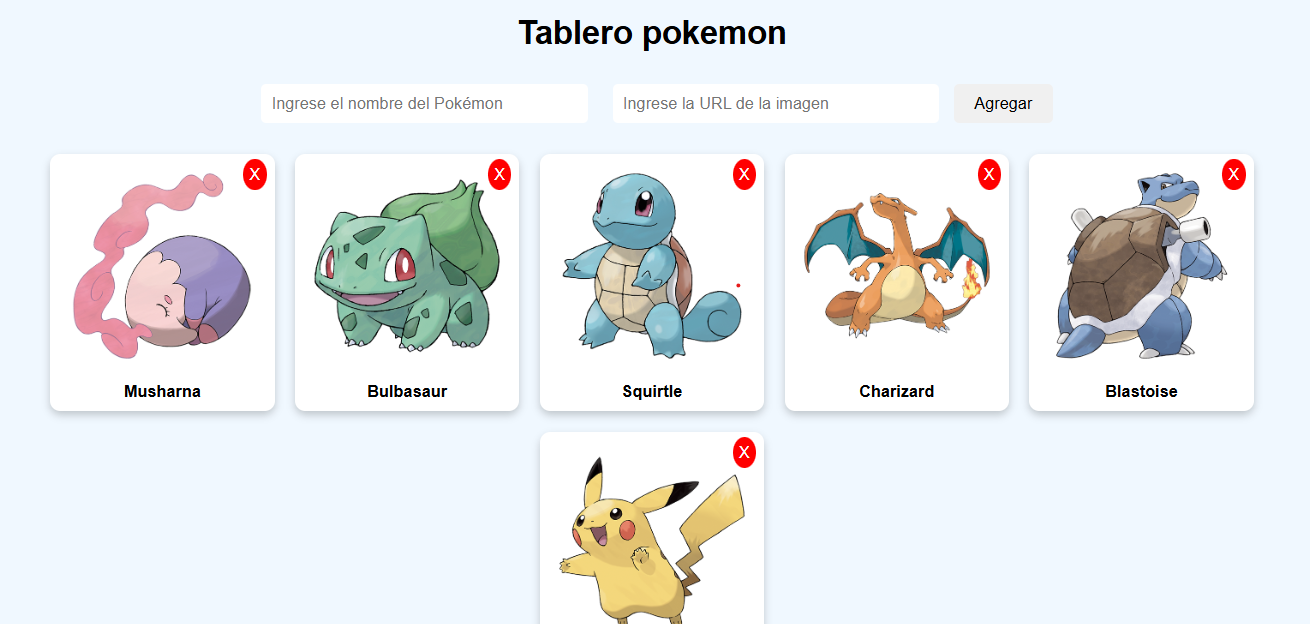 Tablero pokemon
Ingrese el nombre del Pokémon
Ingrese la URL de la imagen
Agregar
X
X
X
X
X
Musharna
Bulbasaur
Squirtle
Charizard
Blastoise
X